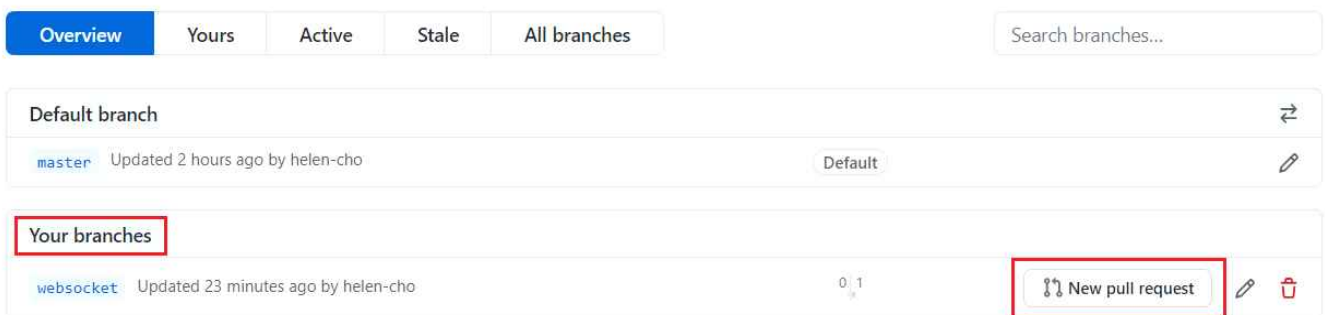 Overview Yours Active Stale All branches Search branches...
Default branch
master Updated 2 hours ago by helen-cho Default
Your branches
websocket Updated 23 minutes ago by helen-cho 0 1 New pull request